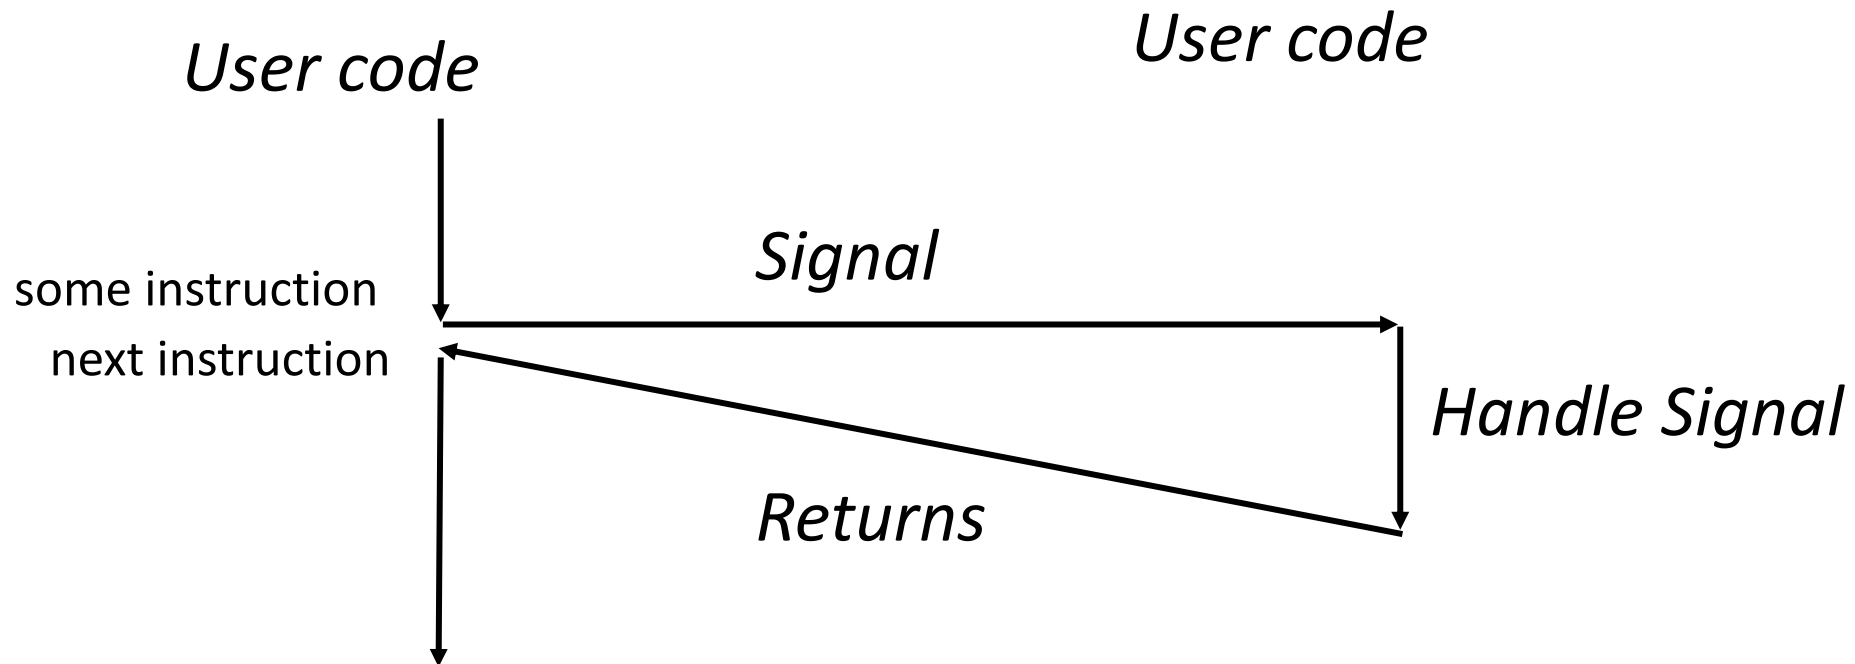 User code
User code
Signal
some instruction
next instruction
Handle Signal
Returns